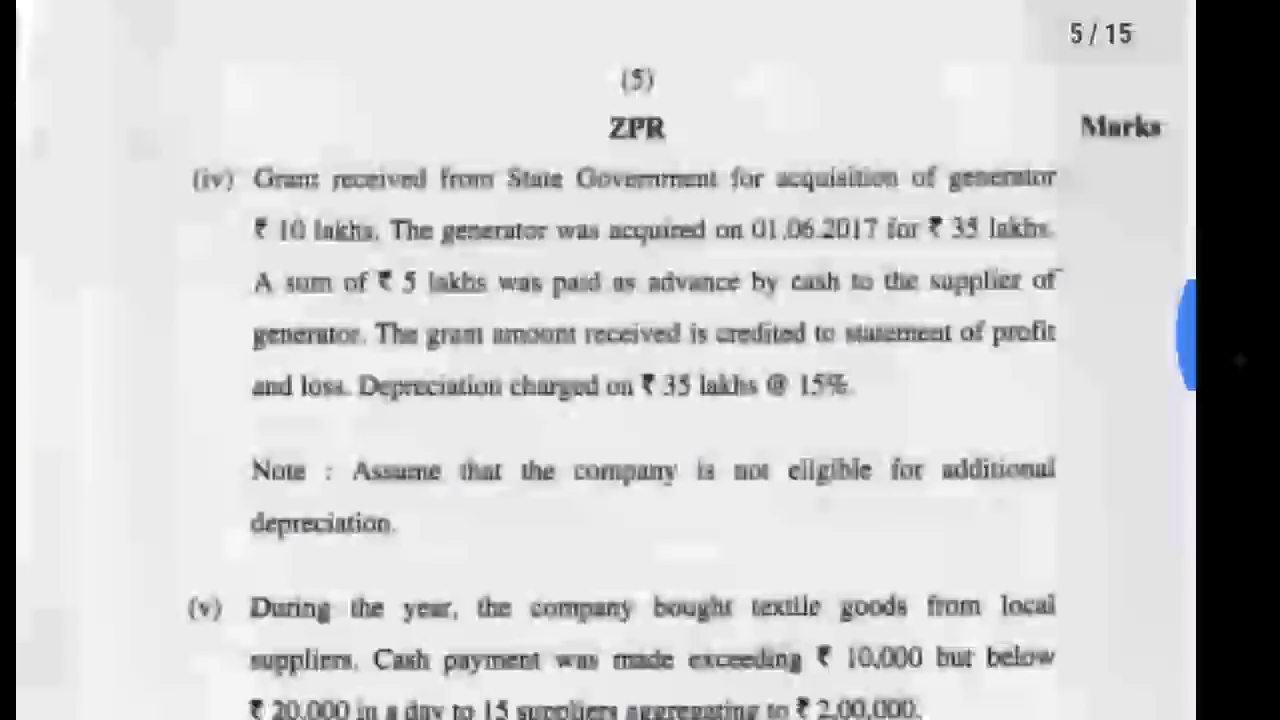 5 / 15
(5)
ZPR
Marks
(iv) Grant received from State Government for acquisition of generator
₹ 10 lakhs. The generator was acquired on 01.06.2017 for ₹ 35 lakhs.
A sum of ₹ 5 lakhs was paid as advance by cash to the supplier of
generator. The grant amount received is credited to statement of profit
and loss. Depreciation charged on ₹ 35 lakhs @ 15%.
Note : Assume that the company is not eligible for additional
depreciation.
(v) During the year, the company bought textile goods from local
suppliers. Cash payment was made exceeding ₹ 10,000 but below
₹ 20,000 in a day to 15 suppliers aggregating to ₹ 2,00,000.